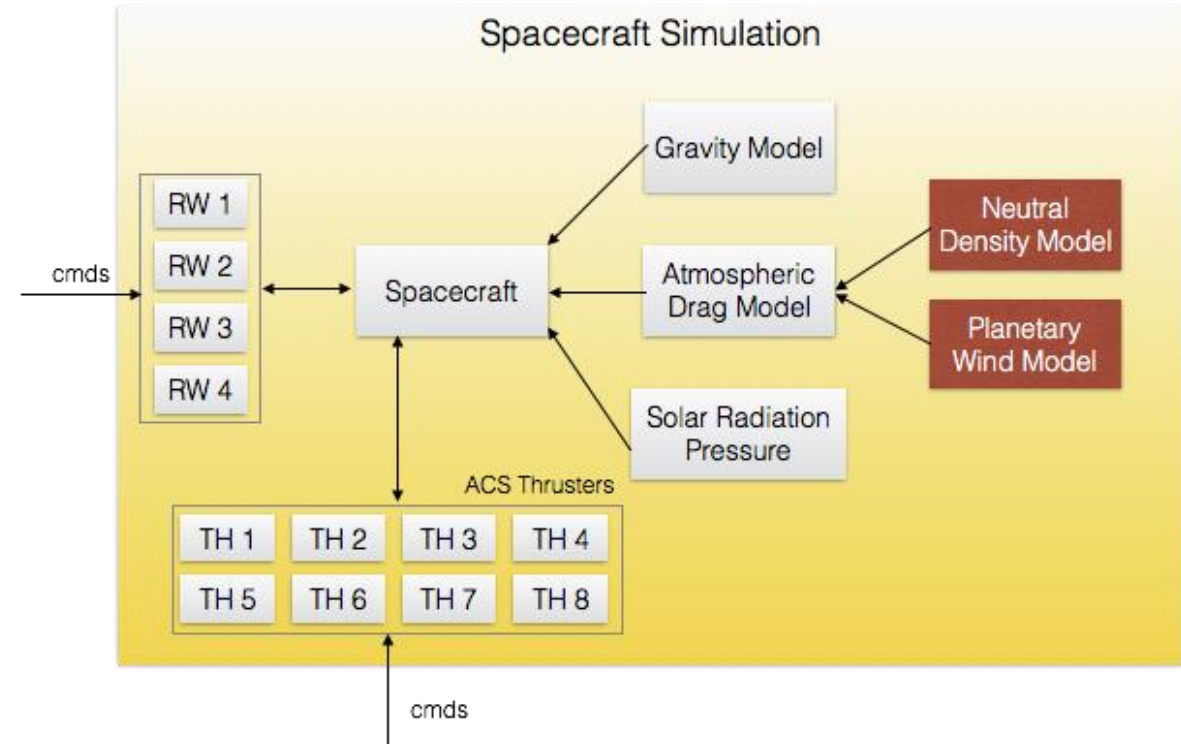 Spacecraft Simulation
Gravity Model
RW 1
RW 2
RW 3
RW 4
cmds
Spacecraft
Atmospheric
Drag Model
Neutral
Density Model
Planetary
Wind Model
Solar Radiation
Pressure
ACS Thrusters
TH 1
TH 2
TH 3
TH 4
TH 5
TH 6
TH 7
TH 8
cmds